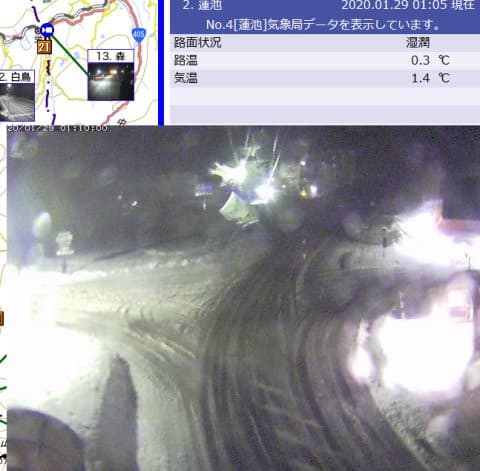 2. 蓮池 2020.01.29 01:05 現在
No.4[蓮池]気象局データを表示しています。
路面状況 湿潤
路温 0.3 ℃
気温 1.4 ℃
405
21
13. 森
2. 白鳥
20/01/29 01:10:00